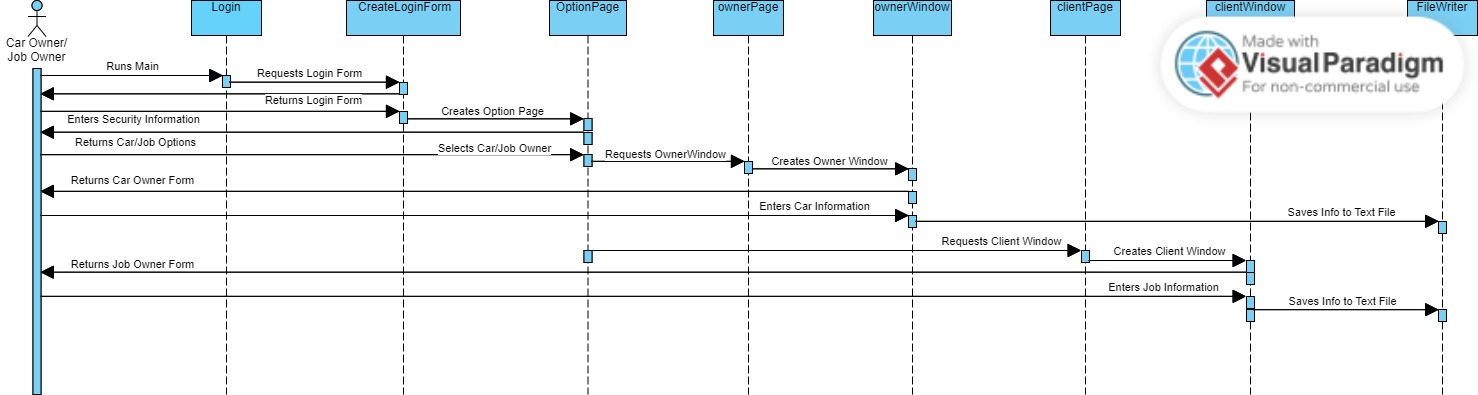 Login
CreateLoginForm
OptionPage
ownerPage
ownerWindow
clientPage
clientWindow
FileWriter
Car Owner/
Job Owner
Made with
Visual Paradigm
For non-commercial use
Runs Main
Requests Login Form
Returns Login Form
Creates Option Page
Enters Security Information
Returns Car/Job Options
Selects Car/Job Owner
Requests OwnerWindow
Creates Owner Window
Returns Car Owner Form
Enters Car Information
Saves Info to Text File
Requests Client Window
Creates Client Window
Returns Job Owner Form
Enters Job Information
Saves Info to Text File